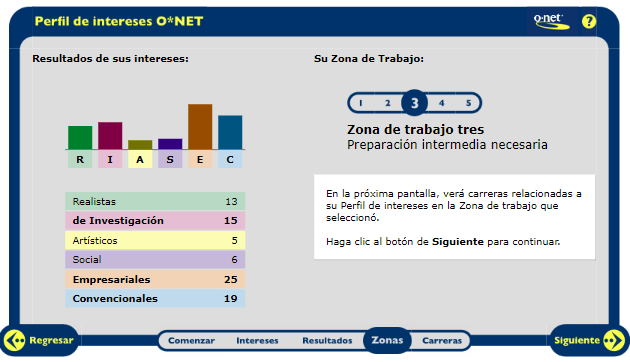 Perfil de intereses O*NET
o·net
?
Resultados de sus intereses:
R I A S E C
Realistas 13
de Investigación 15
Artísticos 5
Social 6
Empresariales 25
Convencionales 19
Su Zona de Trabajo:
1 2 3 4 5
Zona de trabajo tres
Preparación intermedia necesaria
En la próxima pantalla, verá carreras relacionadas a
su Perfil de intereses en la Zona de trabajo que
seleccionó.
Haga clic al botón de Siguiente para continuar.
Regresar
Comenzar Intereses Resultados Zonas Carreras
Siguiente